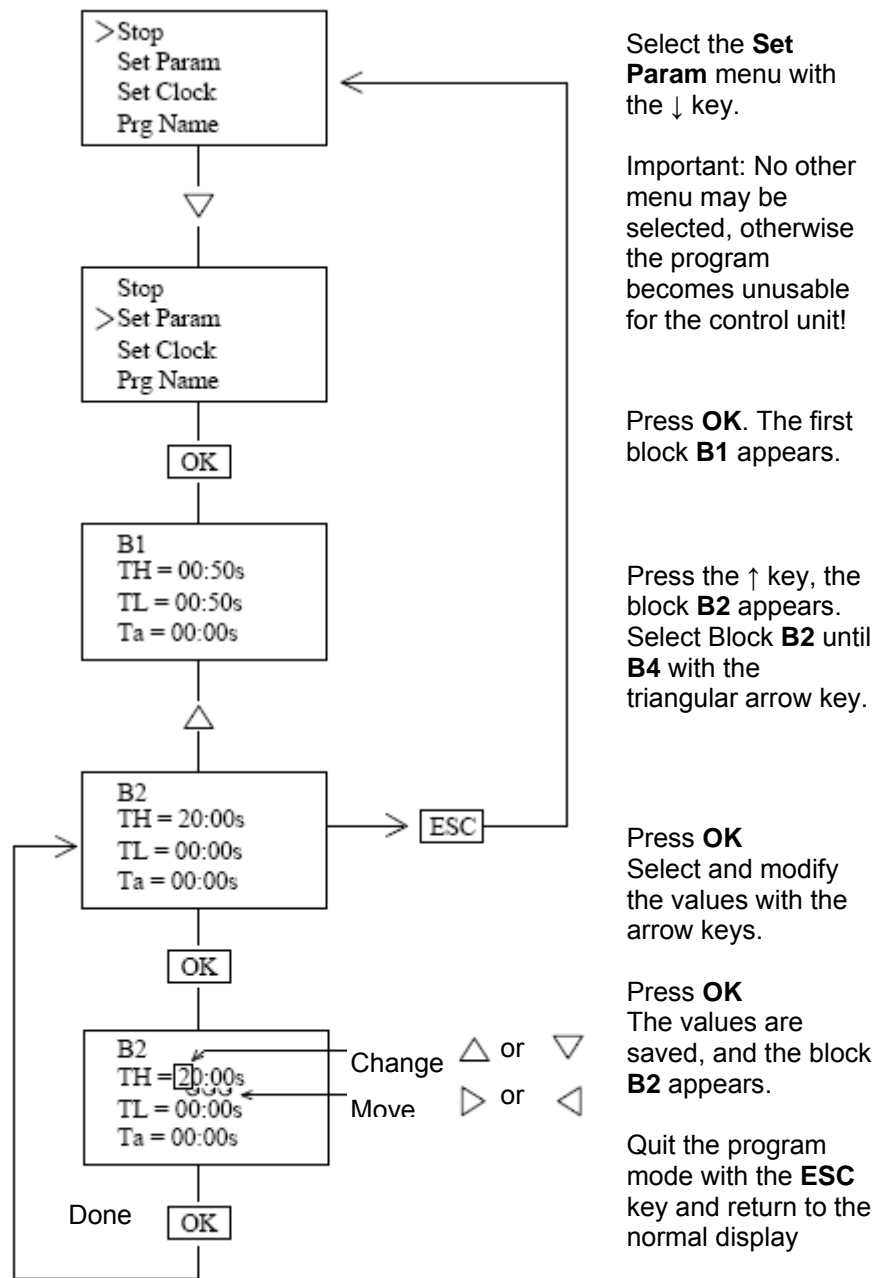 >Stop
Set Param
Set Clock
Prg Name
Stop
>Set Param
Set Clock
Prg Name
OK
B1
TH = 00:50s
TL = 00:50s
Ta = 00:00s
B2
TH = 20:00s
TL = 00:00s
Ta = 00:00s
ESC
OK
B2
TH = 20:00s
TL = 00:00s
Ta = 00:00s
Change △ or ▽
Move ▷ or ◁
Done
OK
Select the Set
Param menu with
the ↓ key.
Important: No other
menu may be
selected, otherwise
the program
becomes unusable
for the control unit!
Press OK. The first
block B1 appears.
Press the ↑ key, the
block B2 appears.
Select Block B2 until
B4 with the
triangular arrow key.
Press OK
Select and modify
the values with the
arrow keys.
Press OK
The values are
saved, and the block
B2 appears.
Quit the program
mode with the ESC
key and return to the
normal display